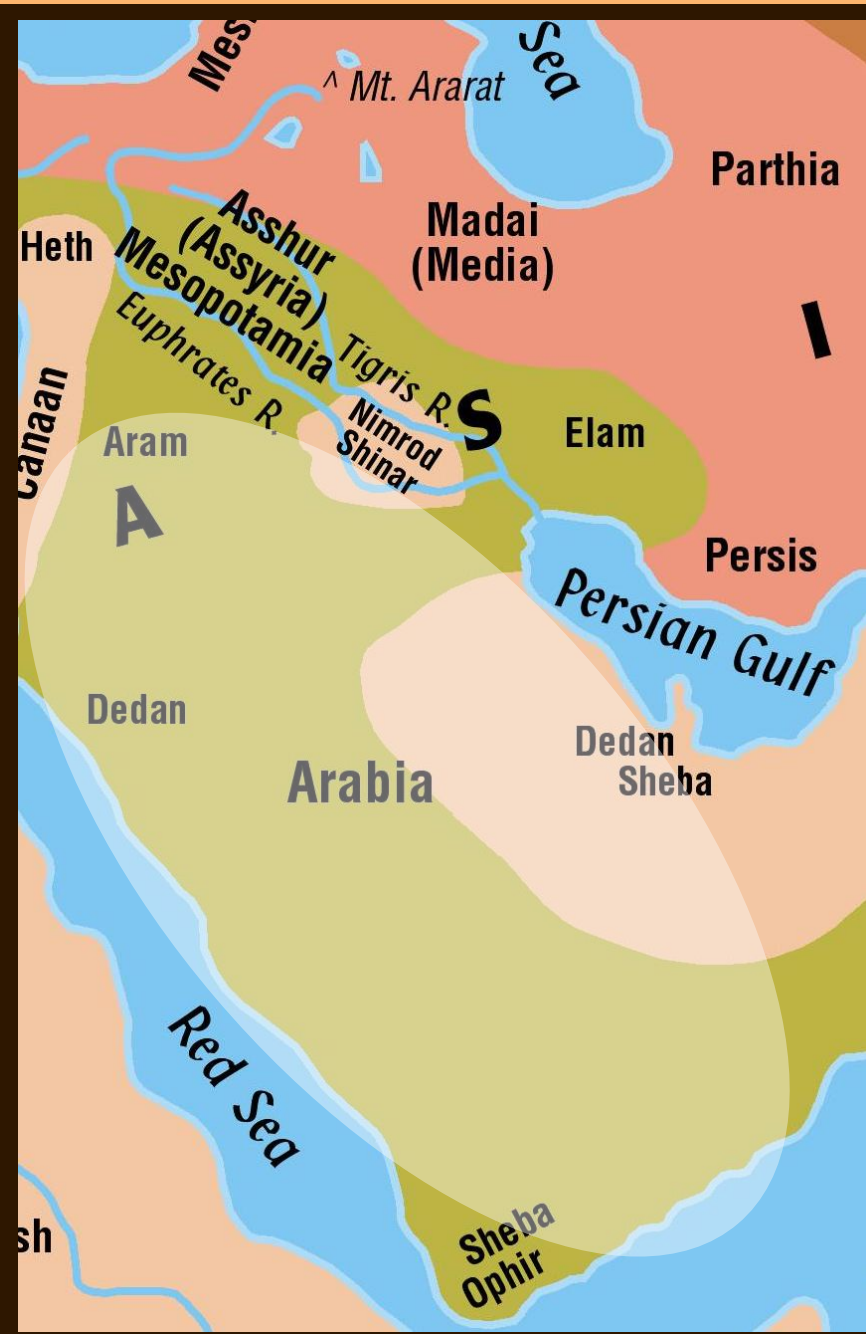 Mes
Sea
^ Mt. Ararat
Parthia
Madai
(Media)
Asshur
(Assyria)
Mesopotamia
Heth
Euphrates R.
Tigris R.
I
S
Nimrod
Shinar
Elam
Canaan
Aram
A
Persis
Persian Gulf
Dedan
Dedan
Sheba
Arabia
Red Sea
sh
Sheba
Ophir